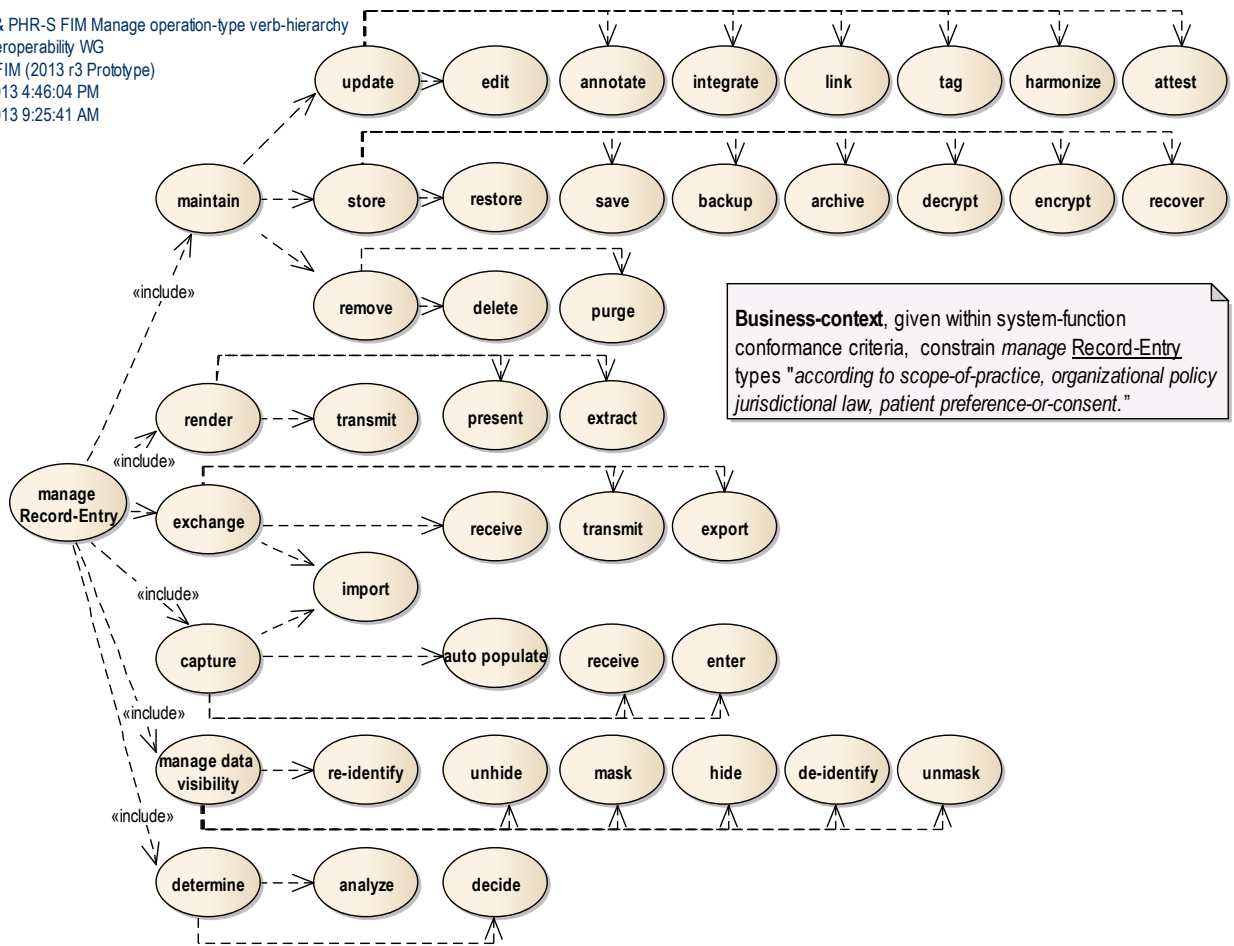 & PHR-S FIM Manage operation-type verb-hierarchy
eroperability WG
FIM (2013 r3 Prototype)
013 4:46:04 PM
013 9:25:41 AM
update
edit
annotate
integrate
link
tag
harmonize
attest
maintain
store
restore
save
backup
archive
decrypt
encrypt
recover
«include»
remove
delete
purge
Business-context, given within system-function
conformance criteria, constrain manage Record-Entry
types "according to scope-of-practice, organizational policy
jurisdictional law, patient preference-or-consent.”
render
transmit
present
extract
«include»
manage
Record-Entry
exchange
receive
transmit
export
import
«include»
capture
auto populate
receive
enter
«include»
manage data
visibility
re-identify
unhide
mask
hide
de-identify
unmask
«include»
determine
analyze
decide